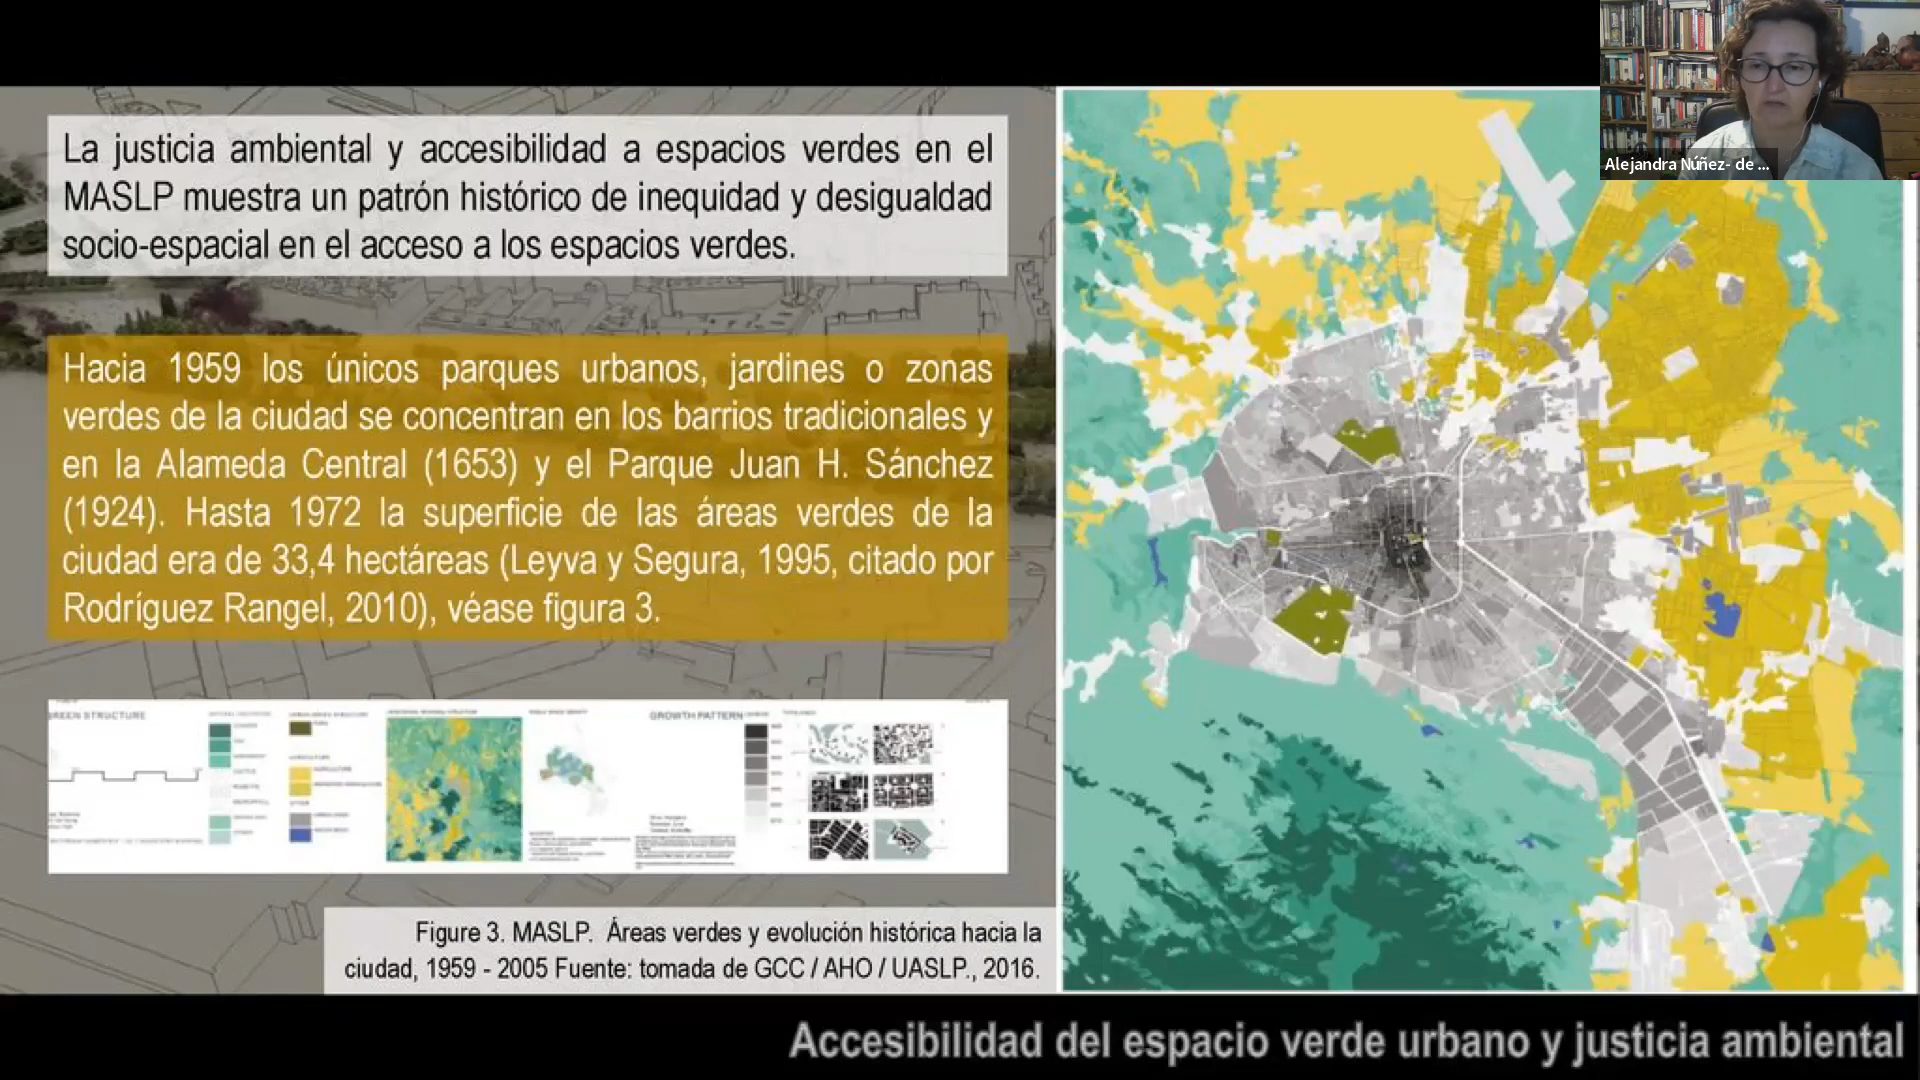 Alejandra Núñez- de ...
La justicia ambiental y accesibilidad a espacios verdes en el
MASLP muestra un patrón histórico de inequidad y desigualdad
socio-espacial en el acceso a los espacios verdes.
Hacia 1959 los únicos parques urbanos, jardines o zonas
verdes de la ciudad se concentran en los barrios tradicionales y
en la Alameda Central (1653) y el Parque Juan H. Sánchez
(1924). Hasta 1972 la superficie de las áreas verdes de la
ciudad era de 33,4 hectáreas (Leyva y Segura, 1995, citado por
Rodríguez Rangel, 2010), véase figura 3.
GREEN STRUCTURE
GROWTH PATTERN
Figure 3. MASLP. Áreas verdes y evolución histórica hacia la
ciudad, 1959 - 2005 Fuente: tomada de GCC / AHO / UASLP., 2016.
Accesibilidad del espacio verde urbano y justicia ambiental